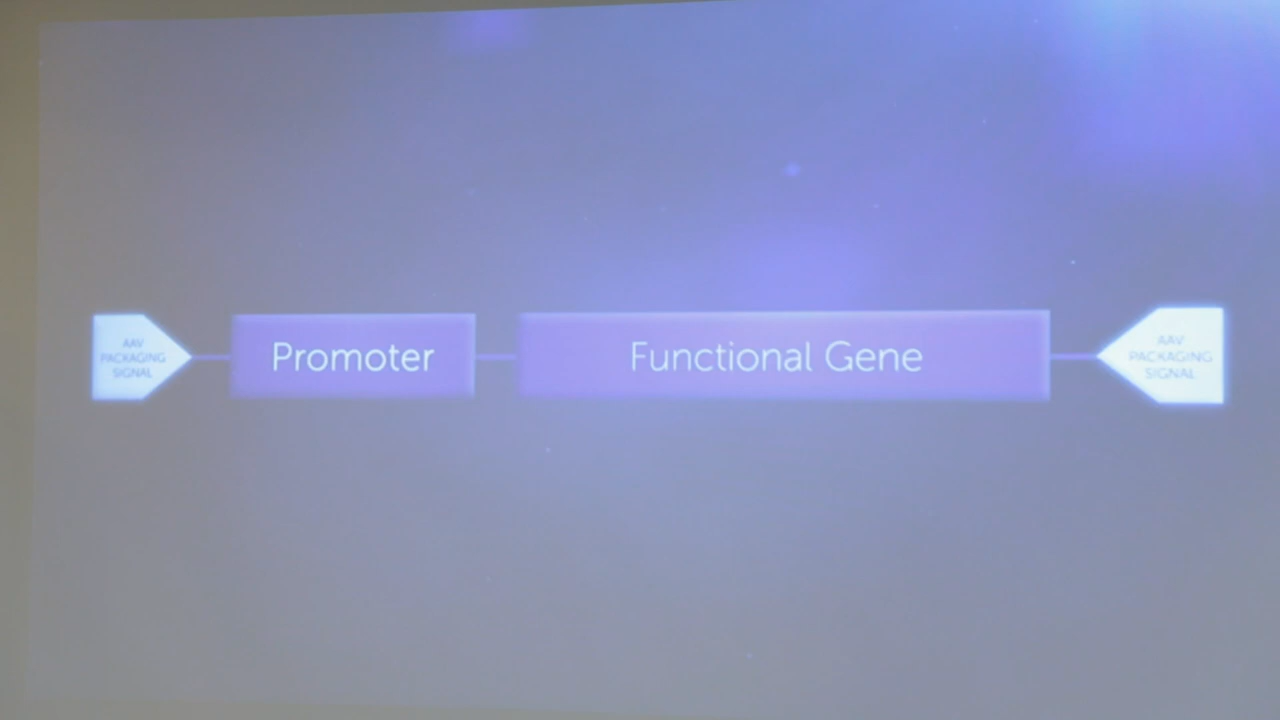 AAV
PACKAGING
SIGNAL
Promoter
Functional Gene
AAV
PACKAGING
SIGNAL